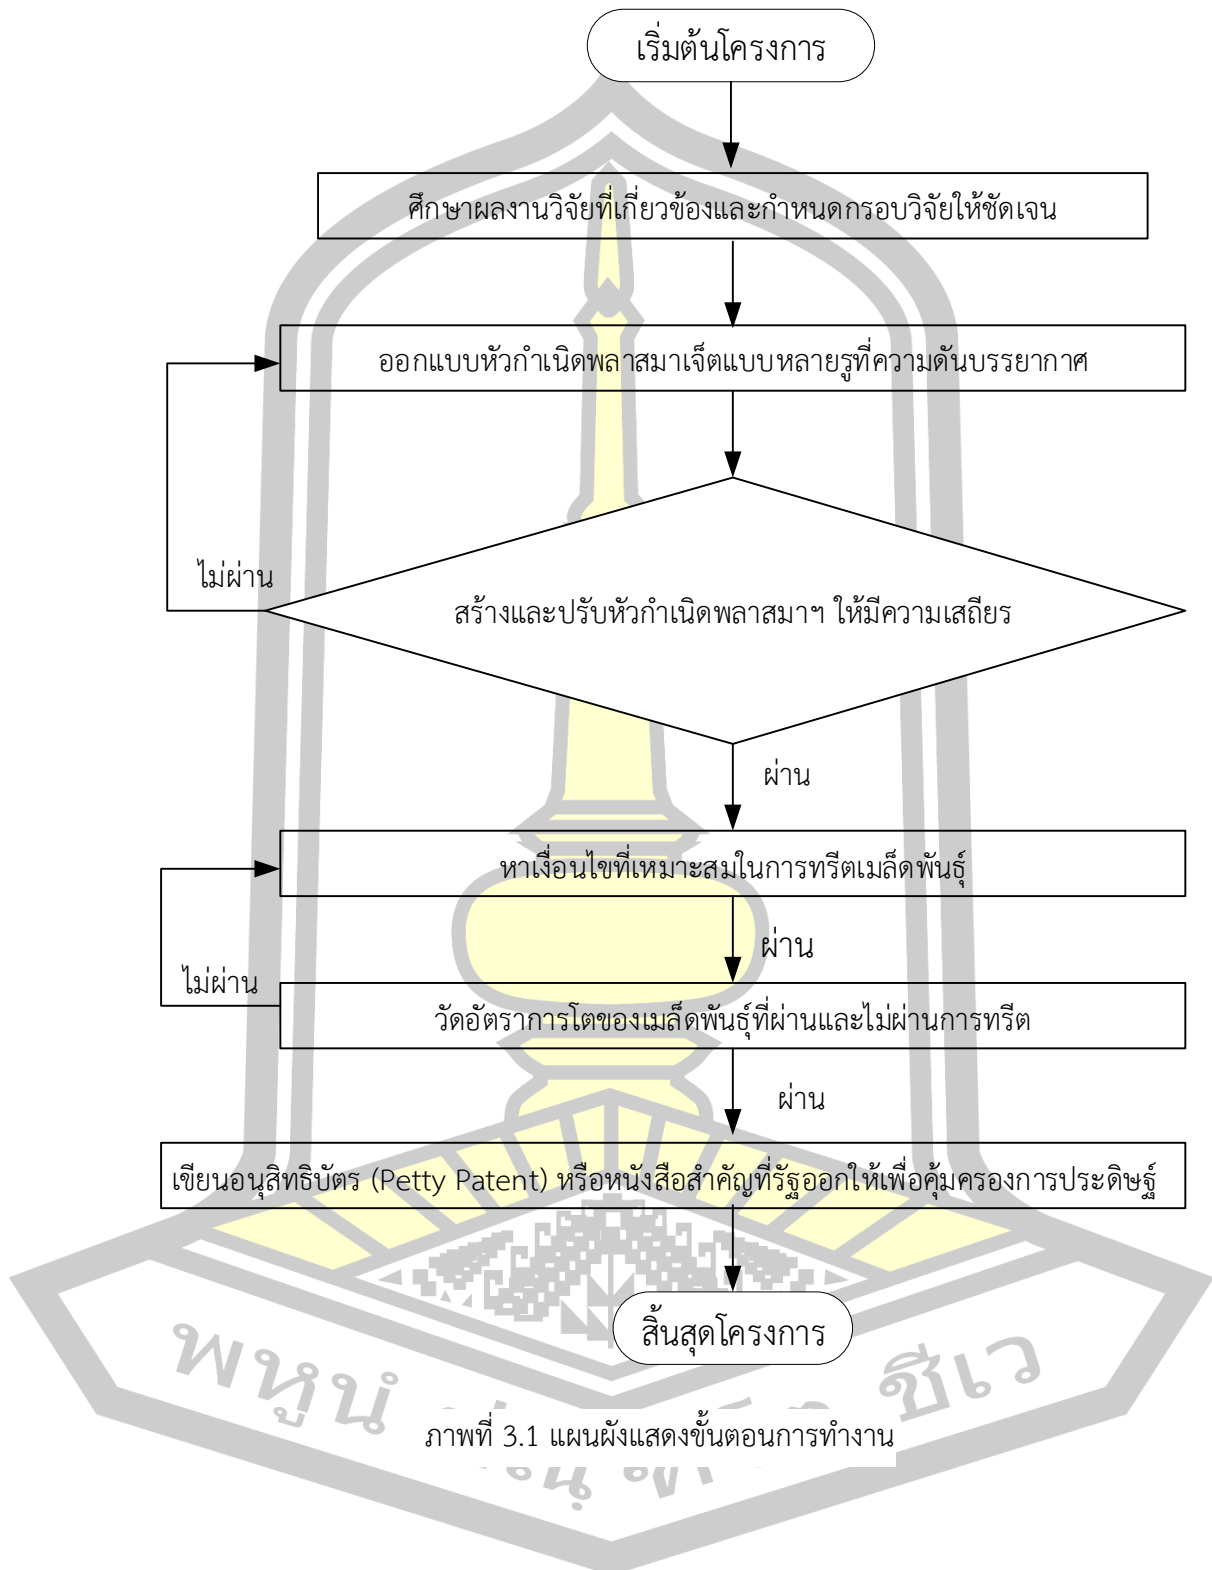 เริ่มต้นโครงการ
ศึกษาผลงานวิจัยที่เกี่ยวข้องและกำหนดกรอบวิจัยให้ชัดเจน
ออกแบบหัวกำเนิดพลาสมาเจ็ตแบบหลายรูที่ความดันบรรยากาศ
ไม่ผ่าน
สร้างและปรับหัวกำเนิดพลาสมาฯ ให้มีความเสถียร
ผ่าน
หาเงื่อนไขที่เหมาะสมในการทรีตเมล็ดพันธุ์
ผ่าน
ไม่ผ่าน
วัดอัตราการโตของเมล็ดพันธุ์ที่ผ่านและไม่ผ่านการทรีต
ผ่าน
เขียนอนุสิทธิบัตร (Petty Patent) หรือหนังสือสำคัญที่รัฐออกให้เพื่อคุ้มครองการประดิษฐ์
สิ้นสุดโครงการ
พหูนํ ชีเว
ภาพที่ 3.1 แผนผังแสดงขั้นตอนการทำงาน